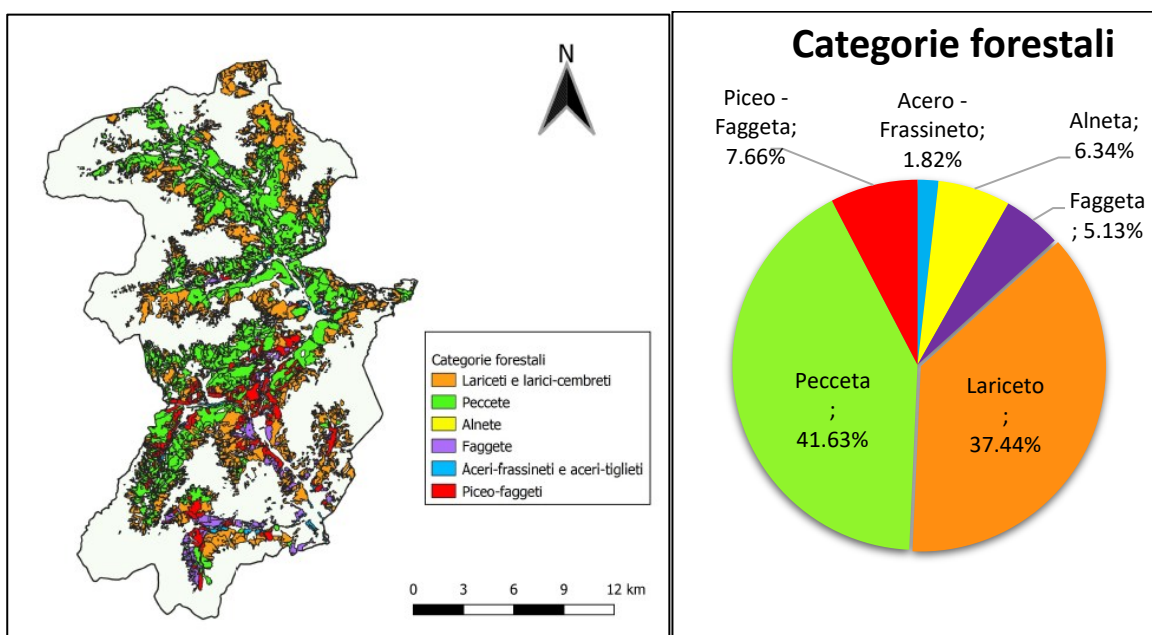 N
Categorie forestali
Lariceti e larici-cembreti
Peccete
Alnete
Faggete
Aceri-frassineti e aceri-tiglieti
Piceo-faggeti
0 3 6 9 12 km
Categorie forestali
Piceo -
Faggeta;
7.66%
Acero -
Frassineto;
1.82%
Alneta;
6.34%
Faggeta
; 5.13%
Pecceta
;
41.63%
Lariceto
;
37.44%